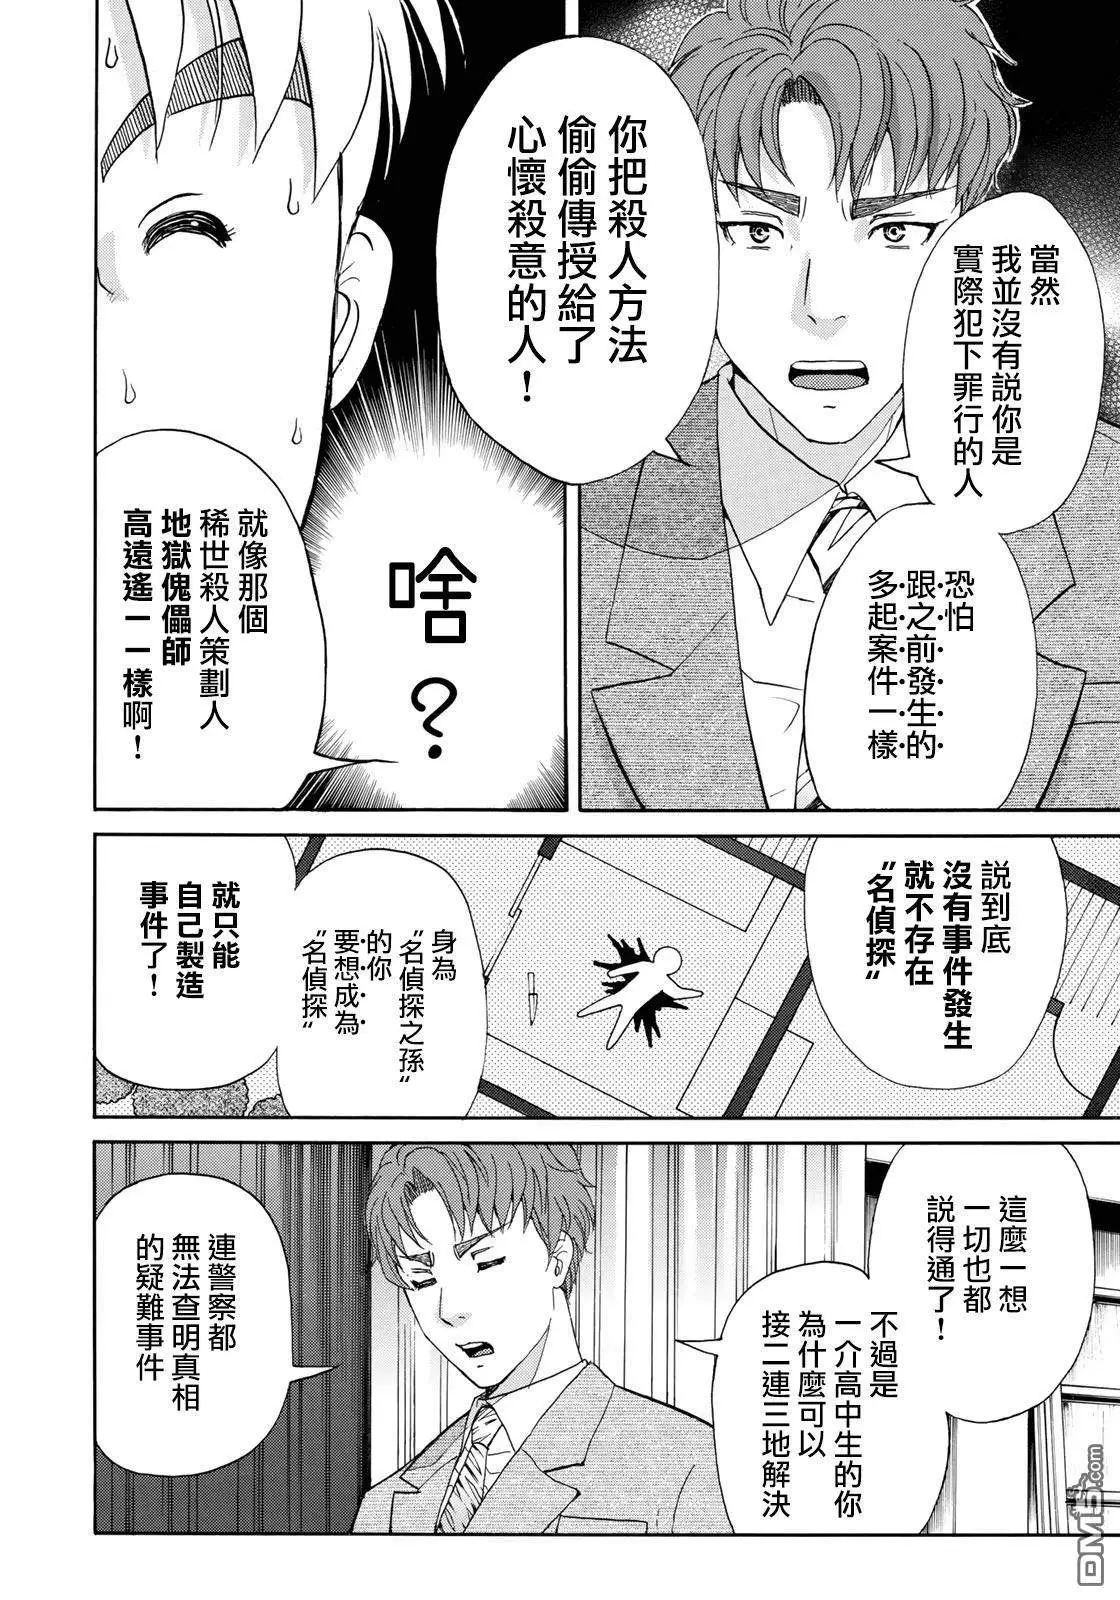 當然
我並沒有說你是
實際犯下罪行的人
恐怕
跟之前發生的
多起案件一樣
你把殺人方法
偷偷傳授給了
心懷殺意的人！
啥？
就像那個
稀世殺人策劃人
地獄傀儡師
高遠遙一一樣啊！
說到底
沒有事件發生
就不存在
“名偵探”
身為
“名偵探之孫”
的你
要想成為
“名偵探”
就只能
自己製造
事件了！
這麼一想
一切也都
說得通了！
不過是
一介高中生的你
為什麼可以
接二連三地解決
連警察都
無法查明真相
的疑難事件
DM5